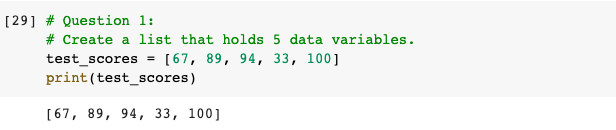 [29] # Question 1:
# Create a list that holds 5 data variables.
test_scores = [67, 89, 94, 33, 100]
print(test_scores)
[67, 89, 94, 33, 100]